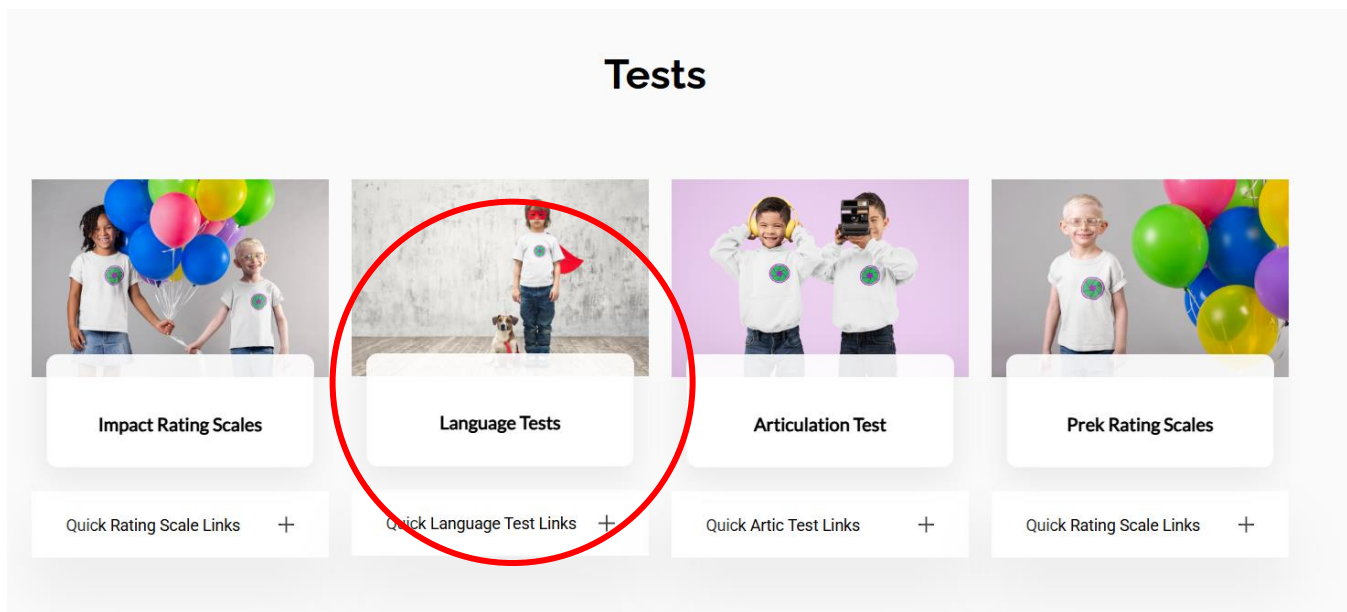 Tests
Impact Rating Scales
Language Tests
Articulation Test
Prek Rating Scales
Quick Rating Scale Links +
Quick Language Test Links +
Quick Artic Test Links +
Quick Rating Scale Links +